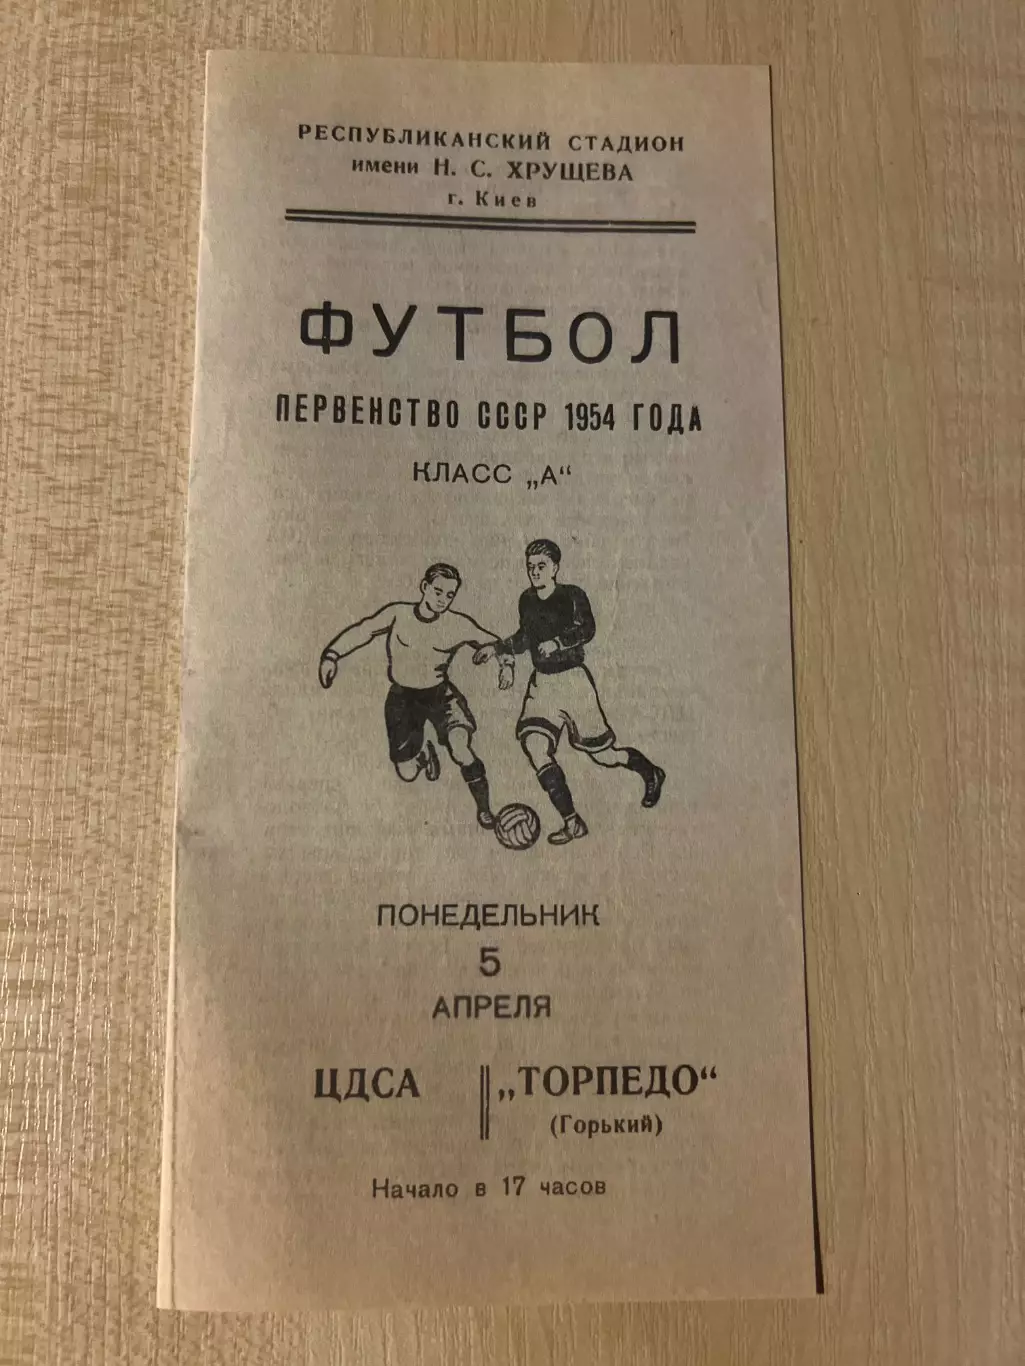 РЕСПУБЛИКАНСКИЙ СТАДИОН
имени Н. С. ХРУЩЕВА
г. Киев
ФУТБОЛ
ПЕРВЕНСТВО СССР 1954 ГОДА
КЛАСС „А“
ПОНЕДЕЛЬНИК
5
АПРЕЛЯ
ЦДСА „ТОРПЕДО“
(Горький)
Начало в 17 часов